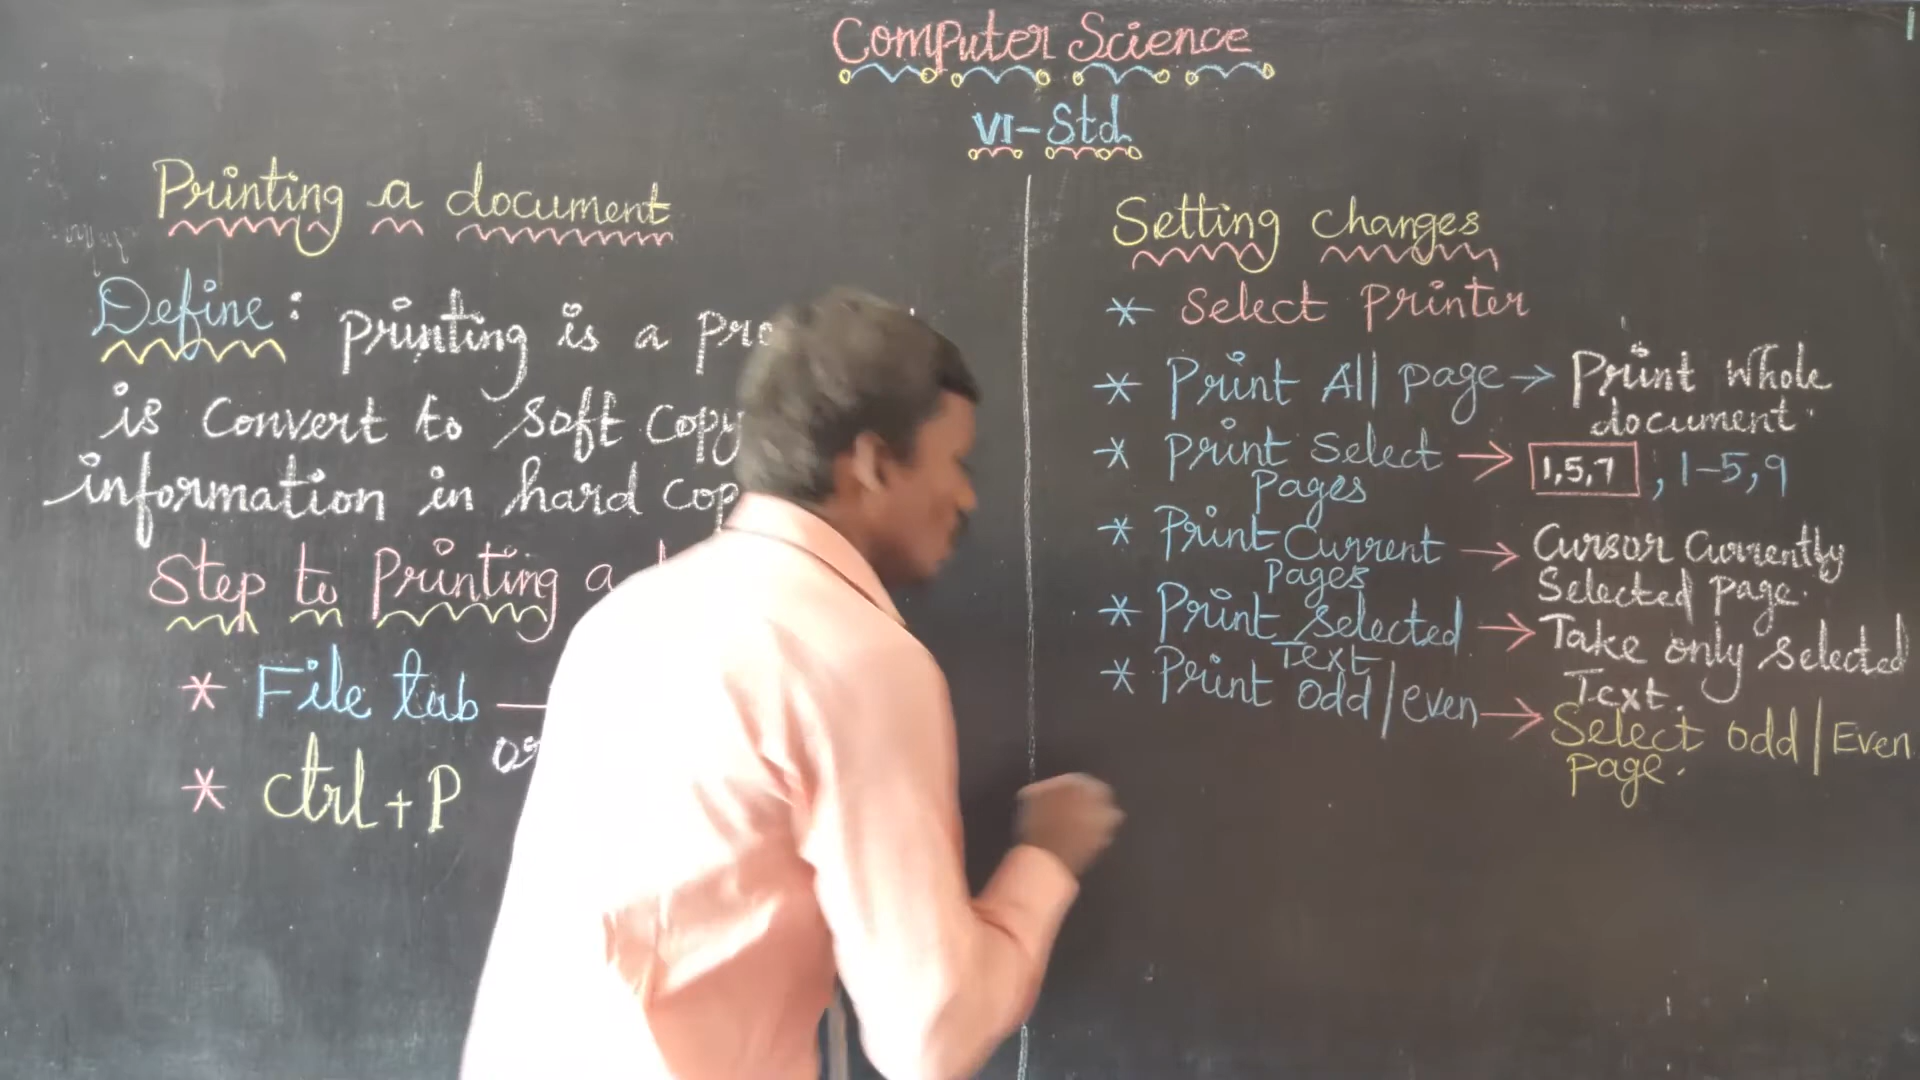 Computer Science
VI-Std
Printing a document
Define: Printing is a
is convert to soft copy
information in hard
Step to Printing a
* File tab
or
* Ctrl+P
Setting changes
* Select Printer
* Print All page → Print whole
document.
* Print Select → 1,5,7 , 1-5,9
Pages
* Print Current → Cursor Currently
Pages
Selected page.
* Print Selected → Take only selected
Text
Text.
* Print odd/even → Select odd/Even
page.